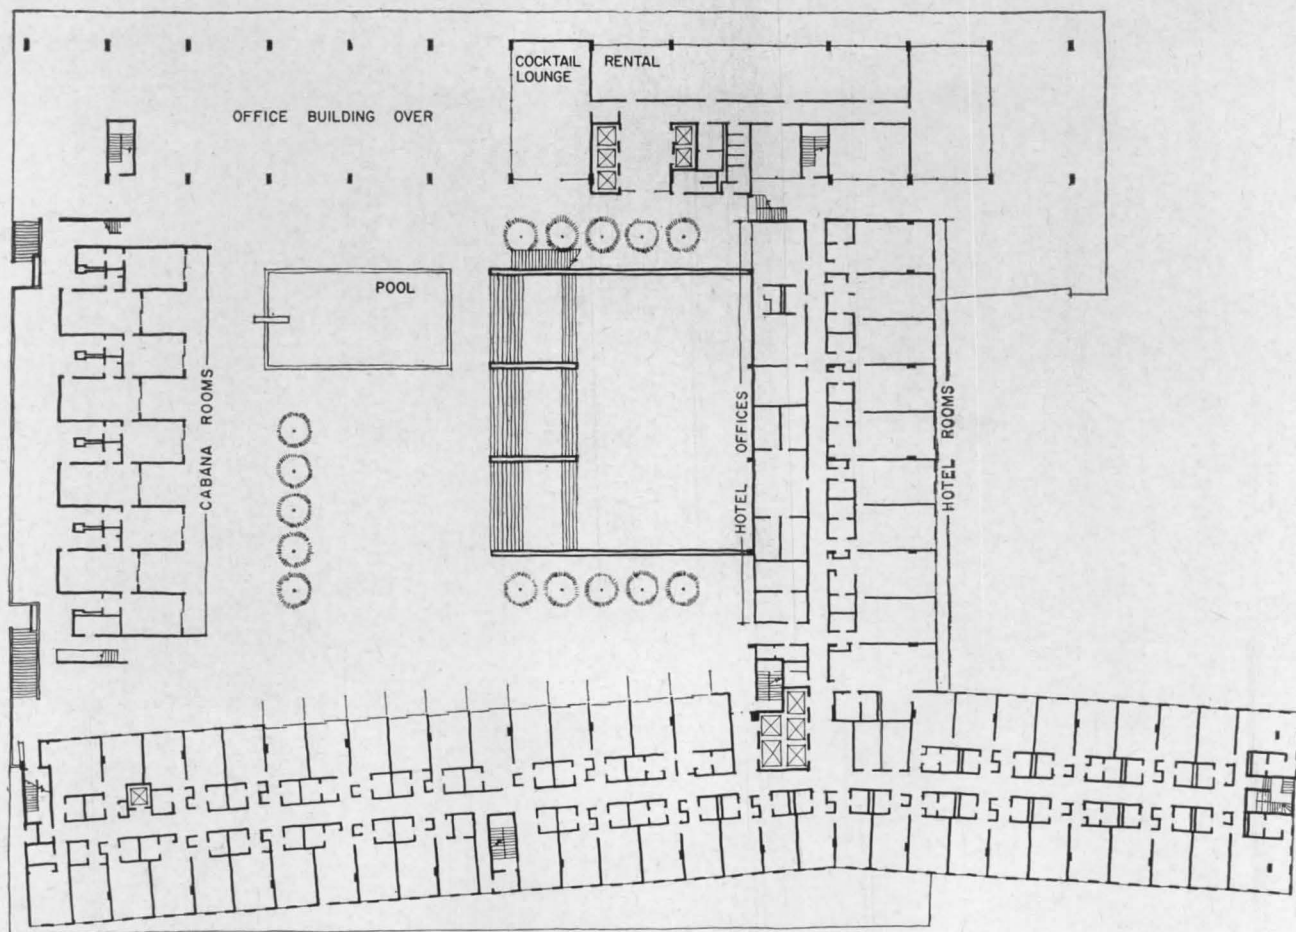 COCKTAIL
LOUNGE
RENTAL
OFFICE BUILDING OVER
POOL
CABANA ROOMS
HOTEL OFFICES
HOTEL ROOMS